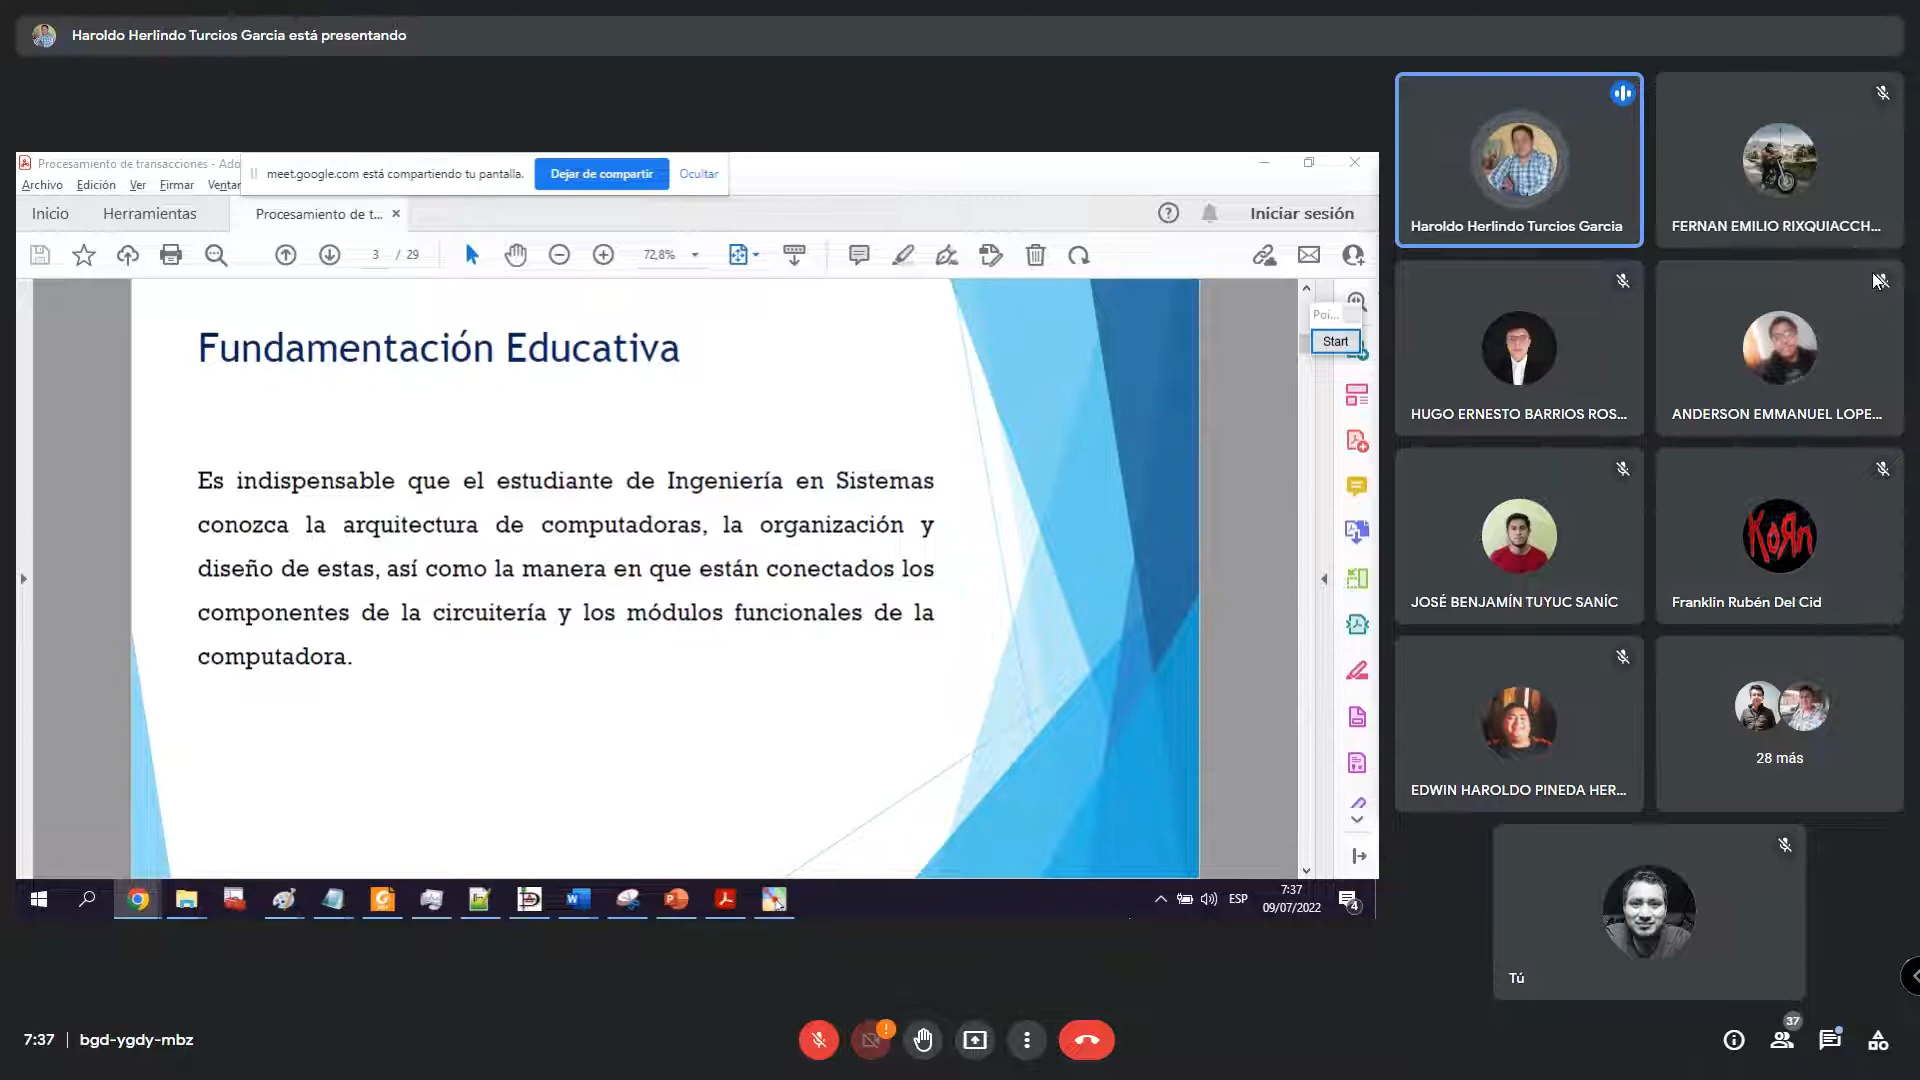 Haroldo Herlindo Turcios Garcia está presentando
Procesamiento de transacciones - Ado
meet.google.com está compartiendo tu pantalla.
Dejar de compartir
Ocultar
Archivo Edición Ver Firmar Ventar
Inicio Herramientas Procesamiento de t... Iniciar sesión
3 / 29 72,8%
Poi...
Start
Fundamentación Educativa
Es indispensable que el estudiante de Ingeniería en Sistemas
conozca la arquitectura de computadoras, la organización y
diseño de estas, así como la manera en que están conectados los
componentes de la circuitería y los módulos funcionales de la
computadora.
ESP
7:37
09/07/2022
4
Haroldo Herlindo Turcios Garcia
FERNAN EMILIO RIXQUIACCH...
HUGO ERNESTO BARRIOS ROS...
ANDERSON EMMANUEL LOPE...
JOSÉ BENJAMÍN TUYUC SANÍC
KoRn
Franklin Rubén Del Cid
EDWIN HAROLDO PINEDA HER...
28 más
Tú
7:37 | bgd-ygdy-mbz
37